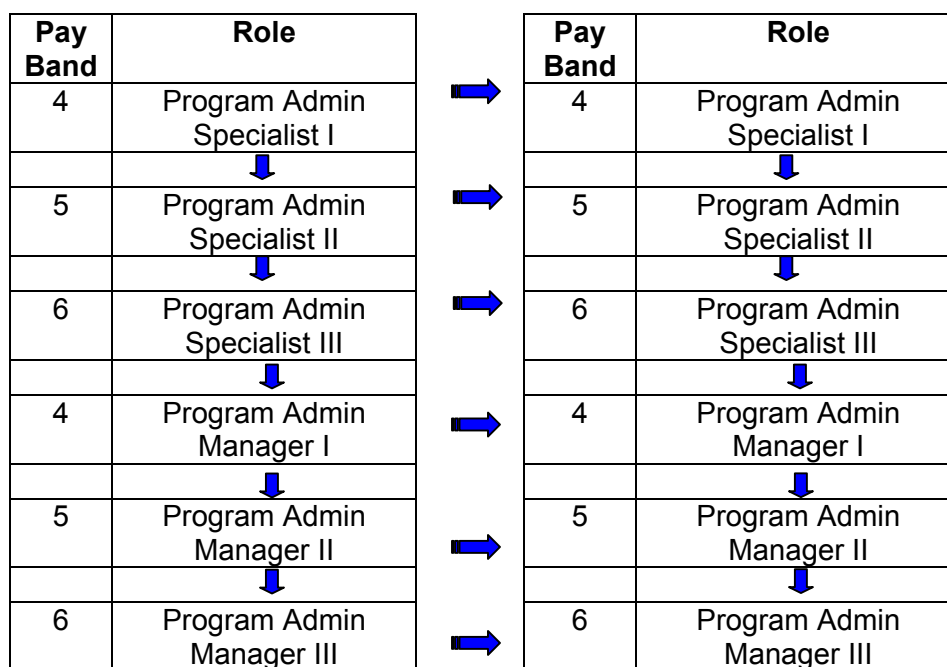 Pay Band Role
4 Program Admin
Specialist I
5 Program Admin
Specialist II
6 Program Admin
Specialist III
4 Program Admin
Manager I
5 Program Admin
Manager II
6 Program Admin
Manager III
Pay Band Role
4 Program Admin
Specialist I
5 Program Admin
Specialist II
6 Program Admin
Specialist III
4 Program Admin
Manager I
5 Program Admin
Manager II
6 Program Admin
Manager III